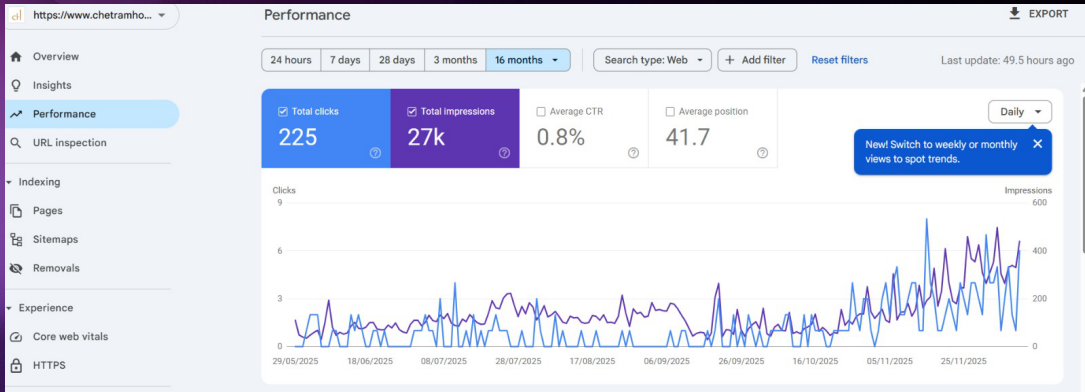 https://www.chetramho...
Performance
EXPORT
Overview
Insights
Performance
URL inspection
Indexing
Pages
Sitemaps
Removals
Experience
Core web vitals
HTTPS
24 hours 7 days 28 days 3 months 16 months Search type: Web Add filter Reset filters Last update: 49.5 hours ago
Total clicks Total impressions Average CTR Average position
225 27k 0.8% 41.7
Daily
New! Switch to weekly or monthly
views to spot trends.
Clicks Impressions
9 600
6 400
3 200
0 0
29/05/2025 18/06/2025 08/07/2025 28/07/2025 17/08/2025 06/09/2025 26/09/2025 16/10/2025 05/11/2025 25/11/2025